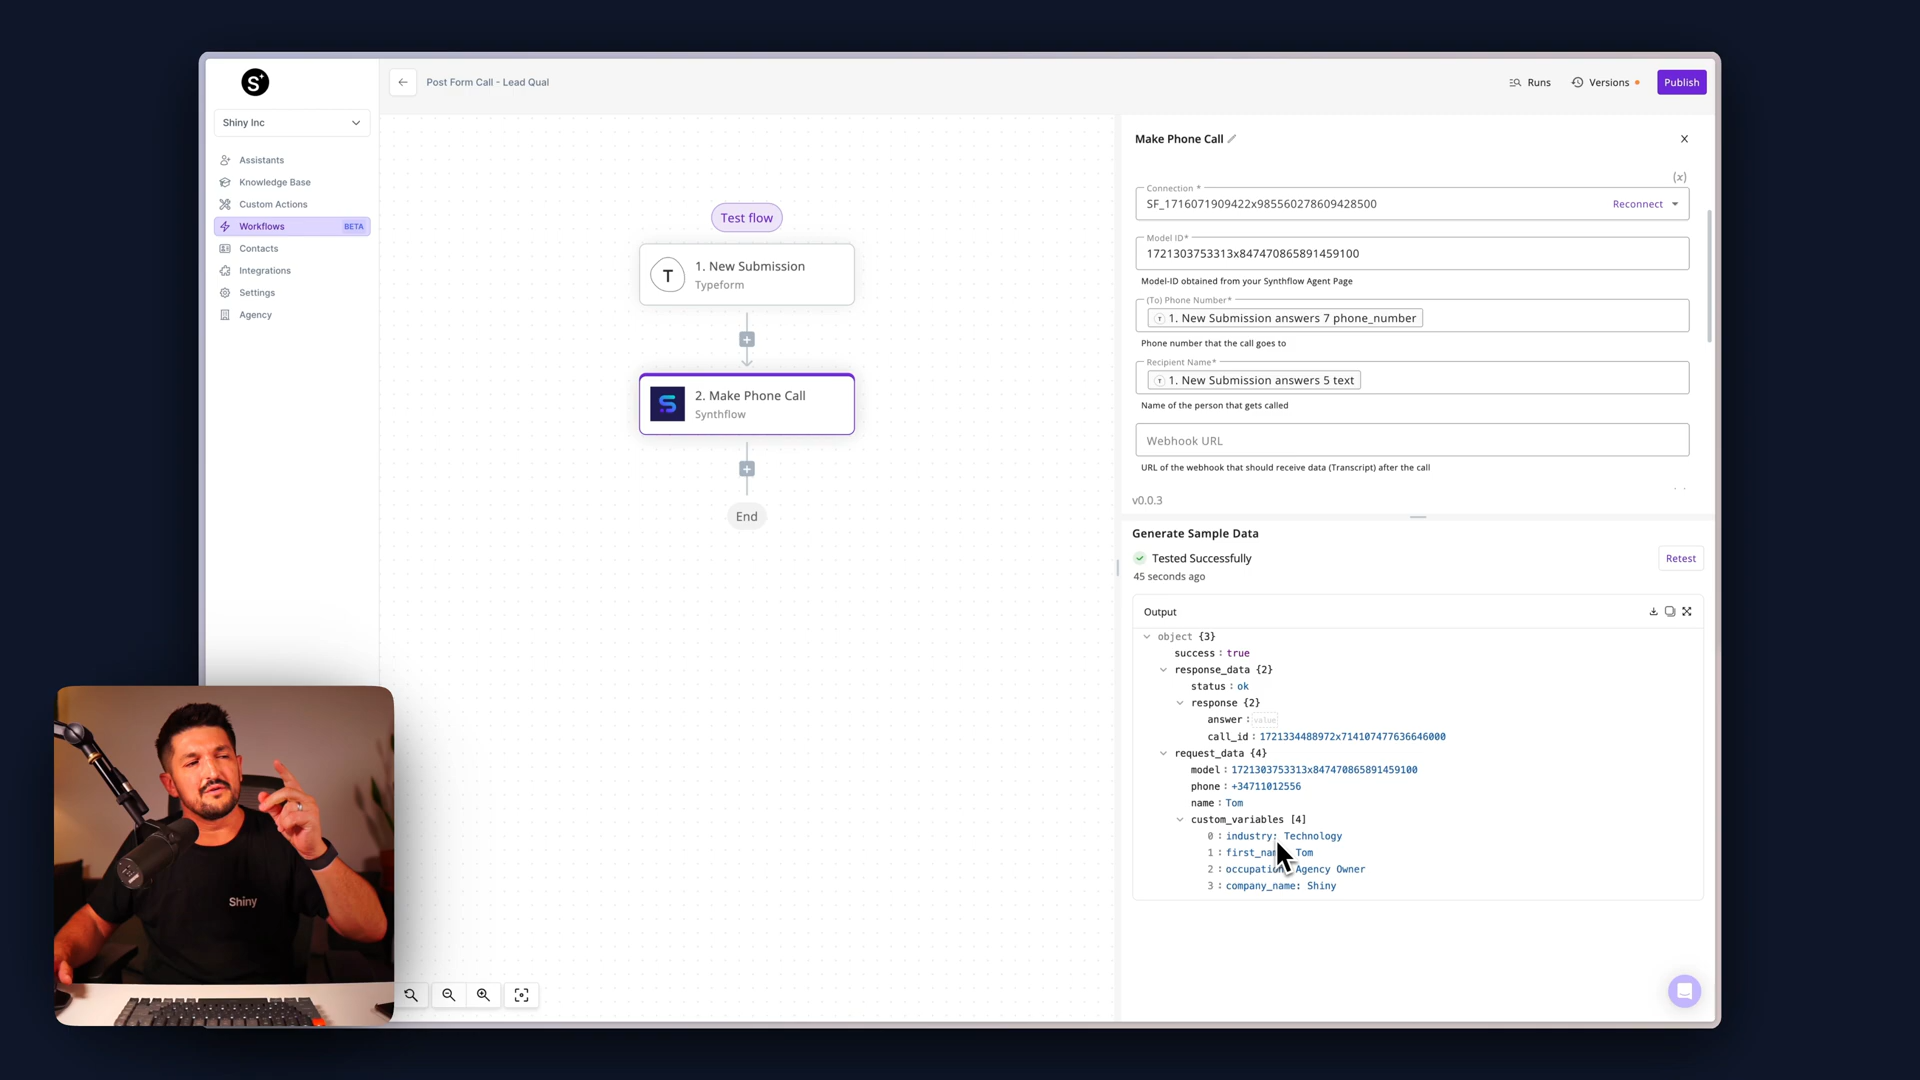 S
Shiny Inc
Assistants
Knowledge Base
Custom Actions
Workflows BETA
Contacts
Integrations
Settings
Agency
Post Form Call - Lead Qual
Runs
Versions
Publish
Test flow
T
1. New Submission
Typeform
2. Make Phone Call
Synthflow
End
Make Phone Call
(x)
Connection *
SF_1716071909422x985560278609428500
Reconnect
Model ID*
1721303753313x847470865891459100
Model-ID obtained from your Synthflow Agent Page
(To) Phone Number*
T 1. New Submission answers 7 phone_number
Phone number that the call goes to
Recipient Name*
T 1. New Submission answers 5 text
Name of the person that gets called
Webhook URL
URL of the webhook that should receive data (Transcript) after the call
v0.0.3
Generate Sample Data
Tested Successfully
Retest
45 seconds ago
Output
object {3}
success : true
response_data {2}
status : ok
response {2}
answer : value
call_id : 1721334488972x714107477636646000
request_data {4}
model : 1721303753313x847470865891459100
phone : +34711012556
name : Tom
custom_variables [4]
0 : industry: Technology
1 : Tom
2 : Agency Owner
3 : company_name: Shiny
Shiny